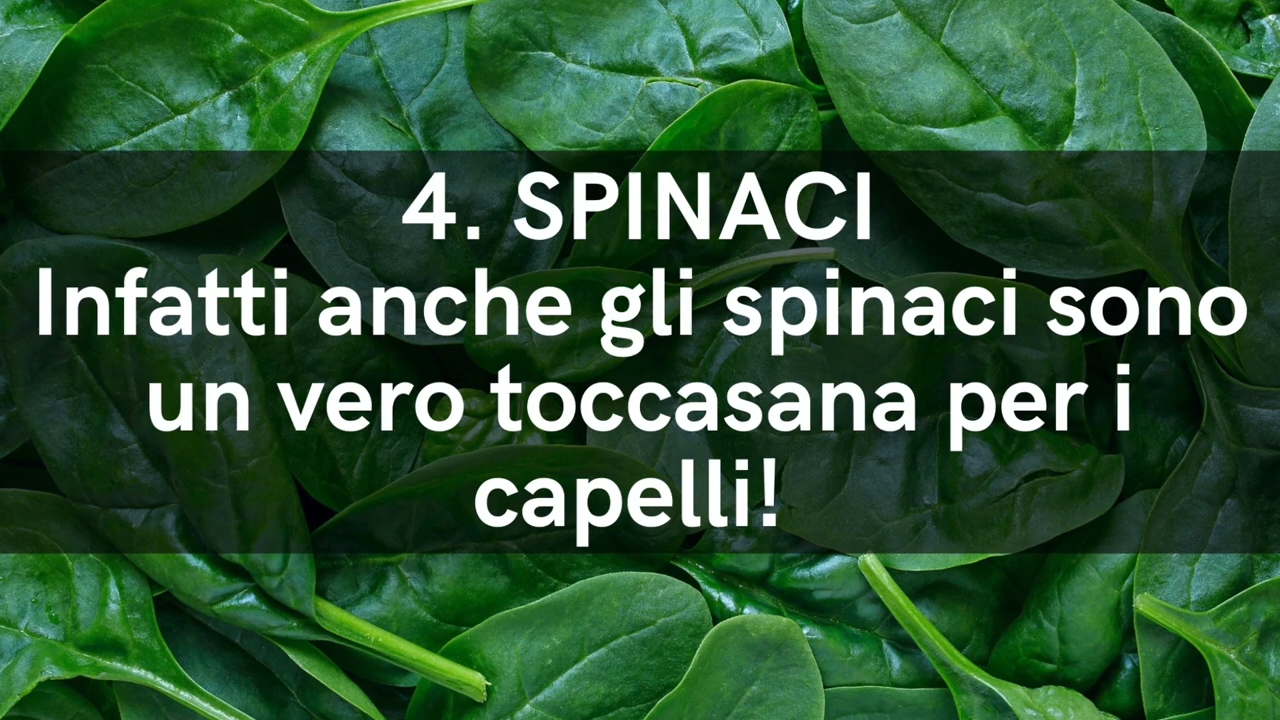 4. SPINACI
Infatti anche gli spinaci sono
un vero toccasana per i
capelli!